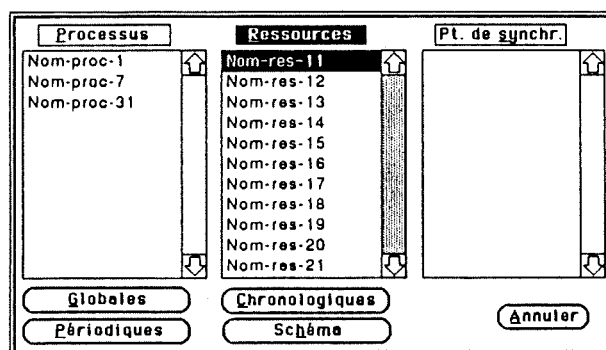 Processus
Nom-proc-1
Nom-proc-7
Nom-proc-31
Ressources
Nom-res-11
Nom-res-12
Nom-res-13
Nom-res-14
Nom-res-15
Nom-res-16
Nom-res-17
Nom-res-18
Nom-res-19
Nom-res-20
Nom-res-21
Pt. de synchr.
Globales
Chronologiques
Périodiques
Schéma
Annuler